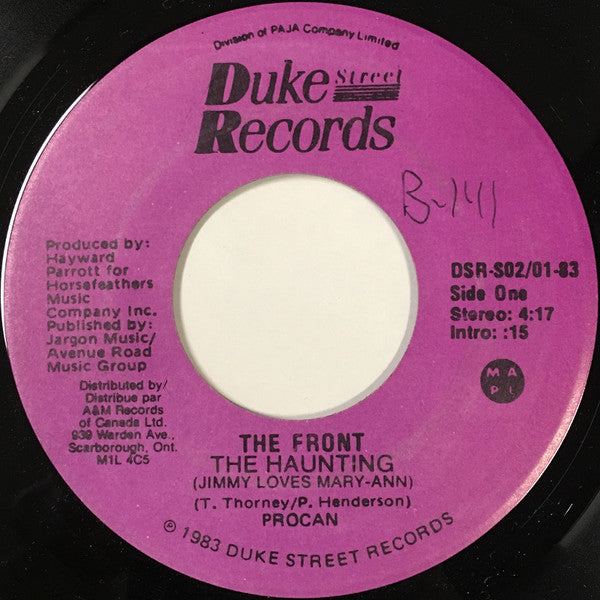 Division of PAJA Company Limited
Duke Street
Records
B-141
Produced by:
Hayward
Parrott for
Horsefeathers
Music
Company Inc.
Published by:
Jargon Music/
Avenue Road
Music Group
Distributed by/
Distribue par
A&M Records
of Canada Ltd.
939 Warden Ave.,
Scarborough, Ont.
M1L 4C5
DSR-S02/01-83
Side One
Stereo: 4:17
Intro: :15
M A
P L
THE FRONT
THE HAUNTING
(JIMMY LOVES MARY-ANN)
(T. Thorney/P. Henderson)
PROCAN
℗ 1983 DUKE STREET RECORDS